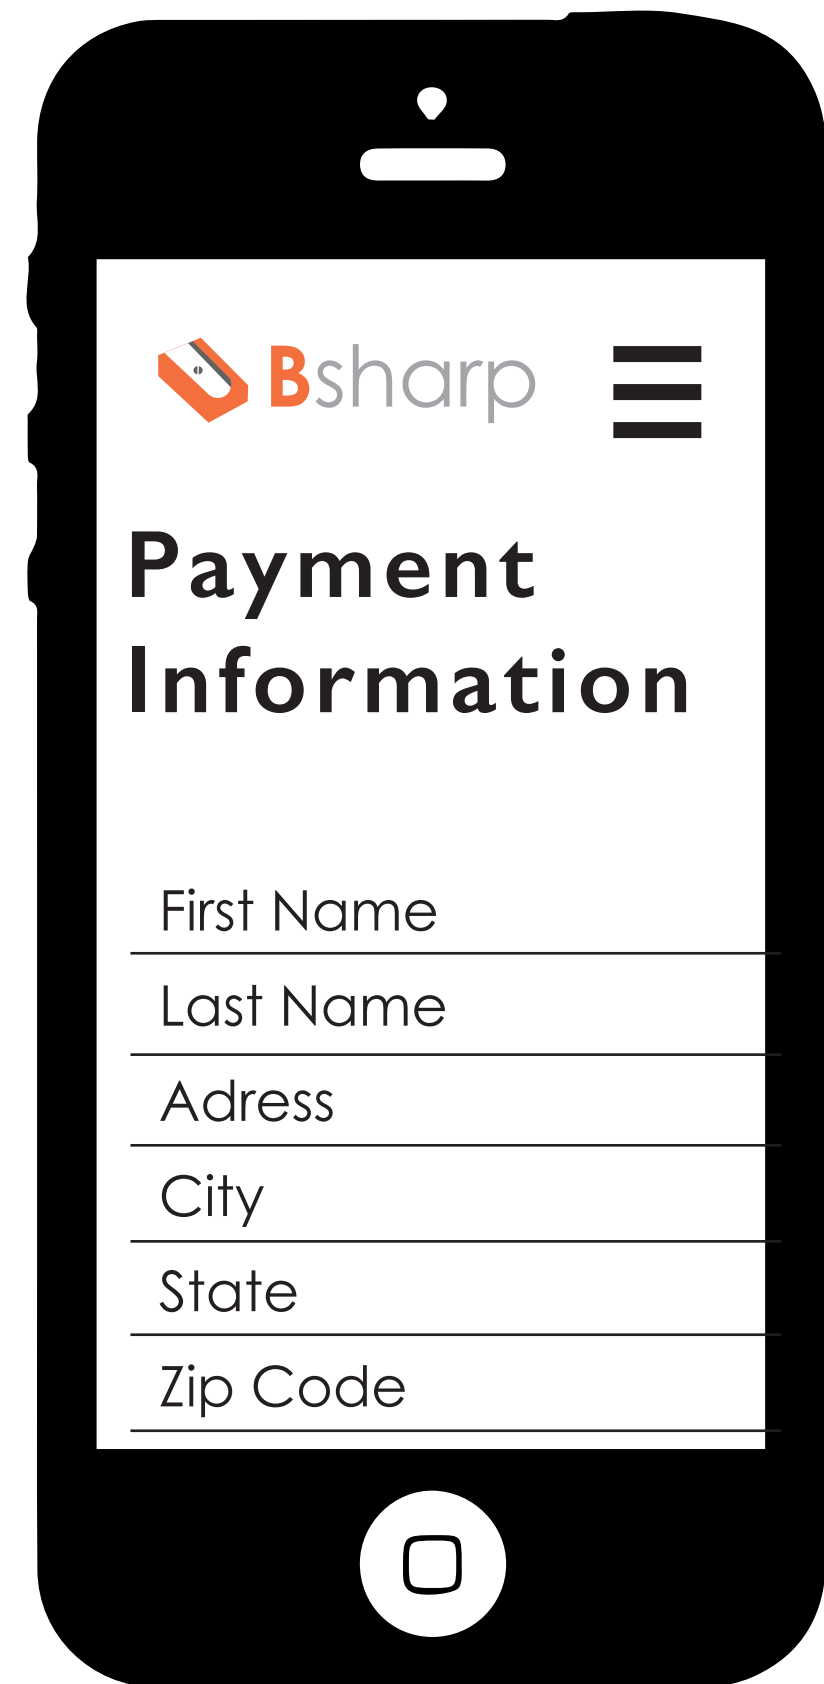 Bsharp
Payment
Information
First Name
Last Name
Adress
City
State
Zip Code